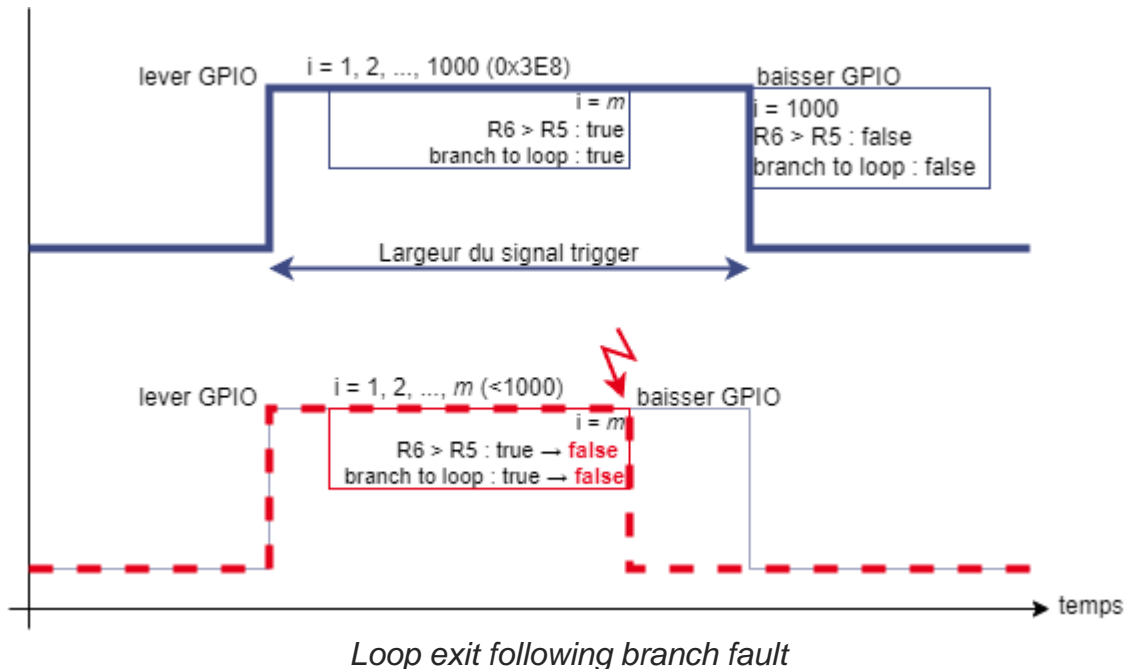 lever GPIO
i = 1, 2, ..., 1000 (0x3E8)
baisser GPIO
i = m
R6 > R5 : true
branch to loop : true
i = 1000
R6 > R5 : false
branch to loop : false
Largeur du signal trigger
lever GPIO
i = 1, 2, ..., m (<1000)
baisser GPIO
i = m
R6 > R5 : true → false
branch to loop : true → false
temps
Loop exit following branch fault